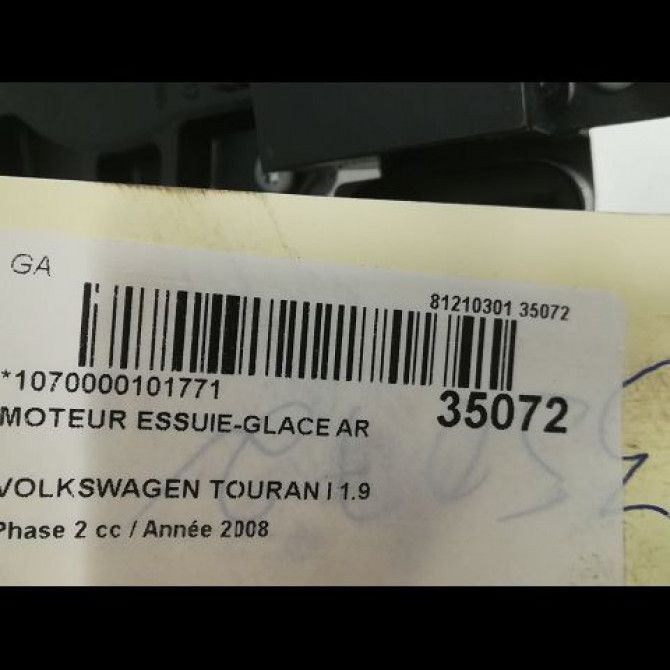 GA
81210301 35072
*1070000101771
35072
MOTEUR ESSUIE-GLACE AR
VOLKSWAGEN TOURAN I 1.9
Phase 2 cc / Année 2008